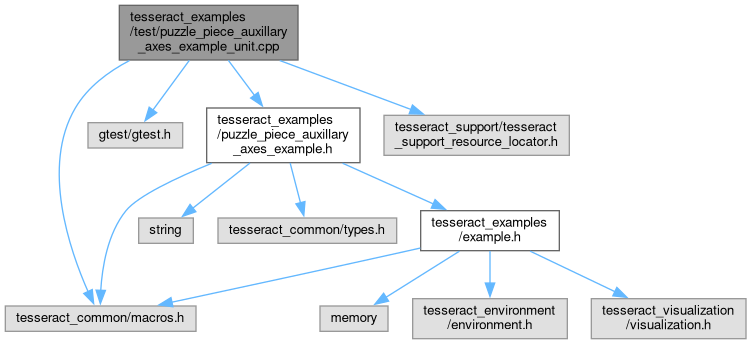 tesseract_examples
/test/puzzle_piece_auxillary
_axes_example_unit.cpp
gtest/gtest.h
tesseract_examples
/puzzle_piece_auxillary
_axes_example.h
tesseract_support/tesseract
_support_resource_locator.h
string
tesseract_common/types.h
tesseract_examples
/example.h
tesseract_common/macros.h
memory
tesseract_environment
/environment.h
tesseract_visualization
/visualization.h